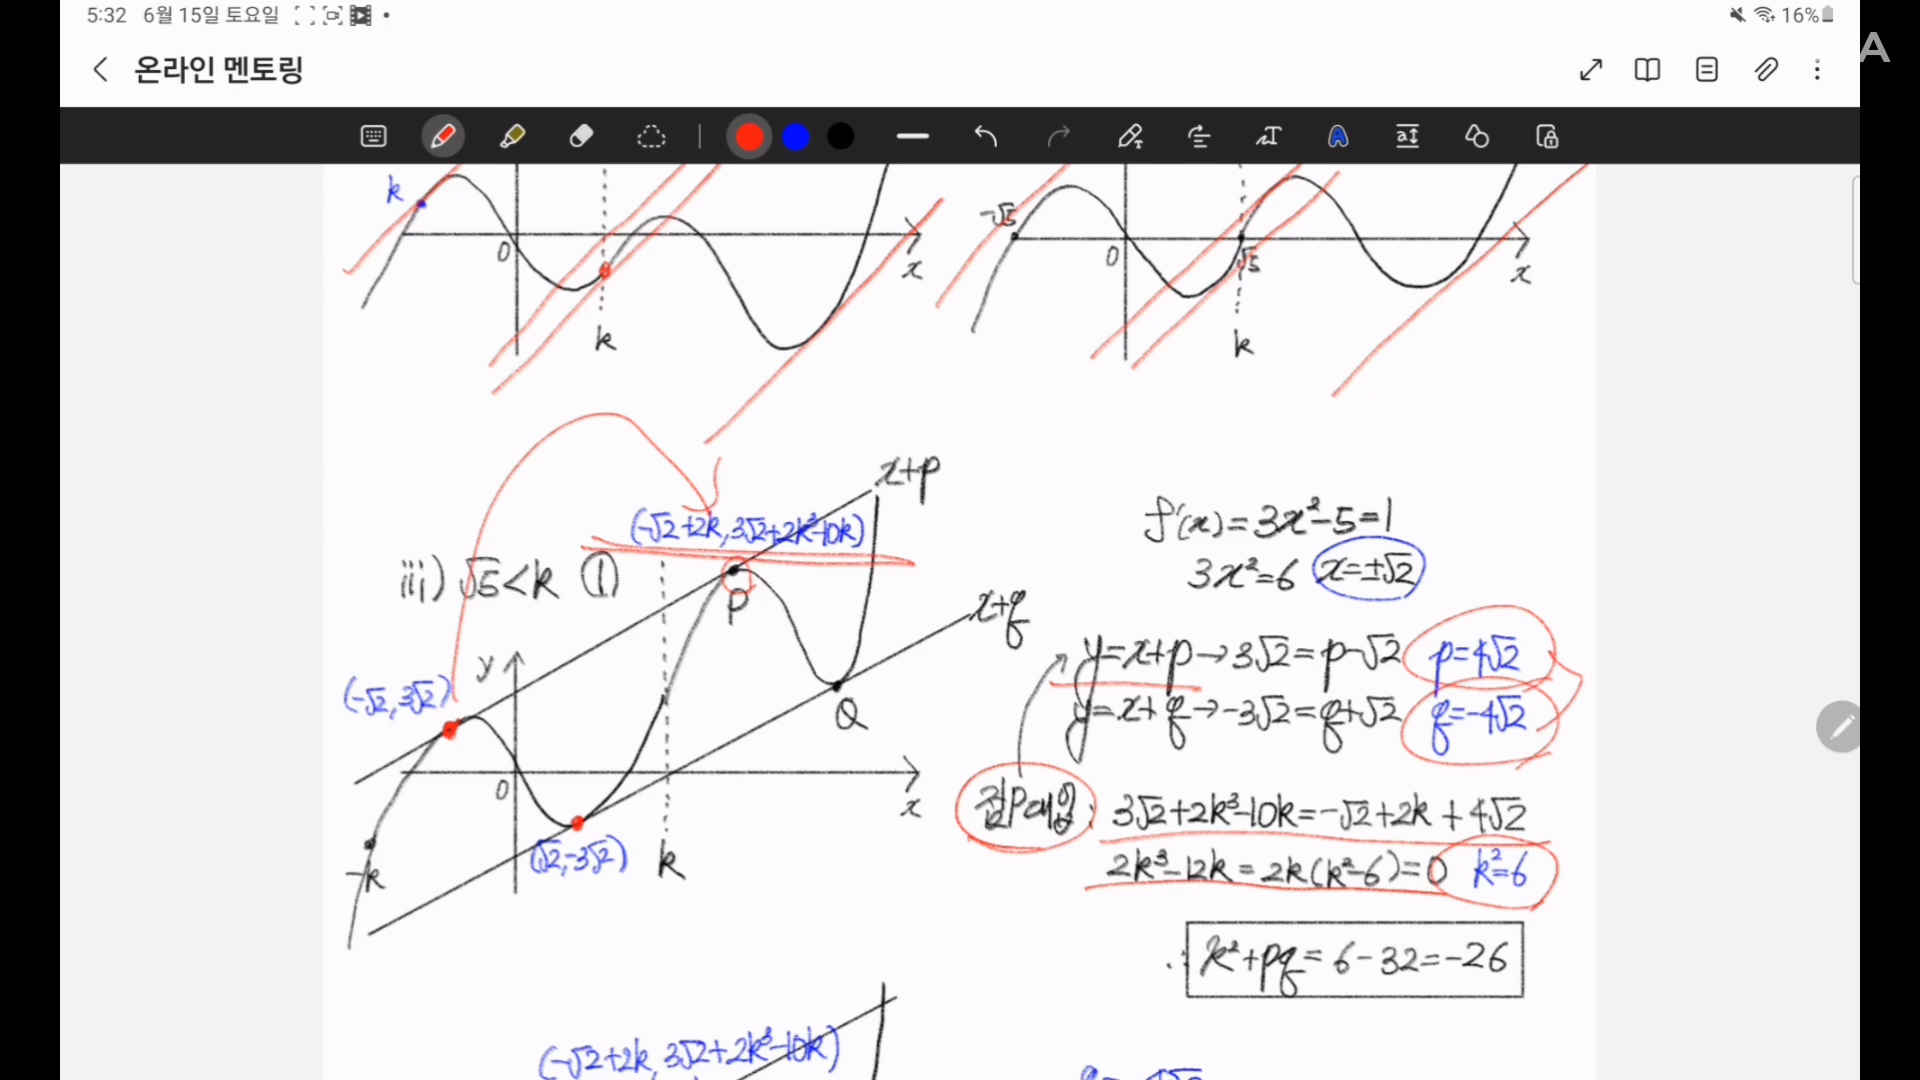 5:32 6월 15일 토요일
16%
온라인 멘토링
k
0
x
k
-√5
0
√5
x
k
x+p
(-√2+2k, 3√2+2k³-10k)
iii) √5<k ①
P
x+q
y
(-√2, 3√2)
Q
0
x
-k
(√2, -3√2)
k
f'(x)=3x²-5=1
3x²=6 x=±√2
y=x+p→3√2=p-√2 p=4√2
y=x+q→-3√2=q+√2 q=-4√2
점P대입: 3√2+2k³-10k=-√2+2k+4√2
2k³-12k=2k(k²-6)=0 k²=6
∴ k²+pq=6-32=-26
(-√2+2k, 3√2+2k³-10k)